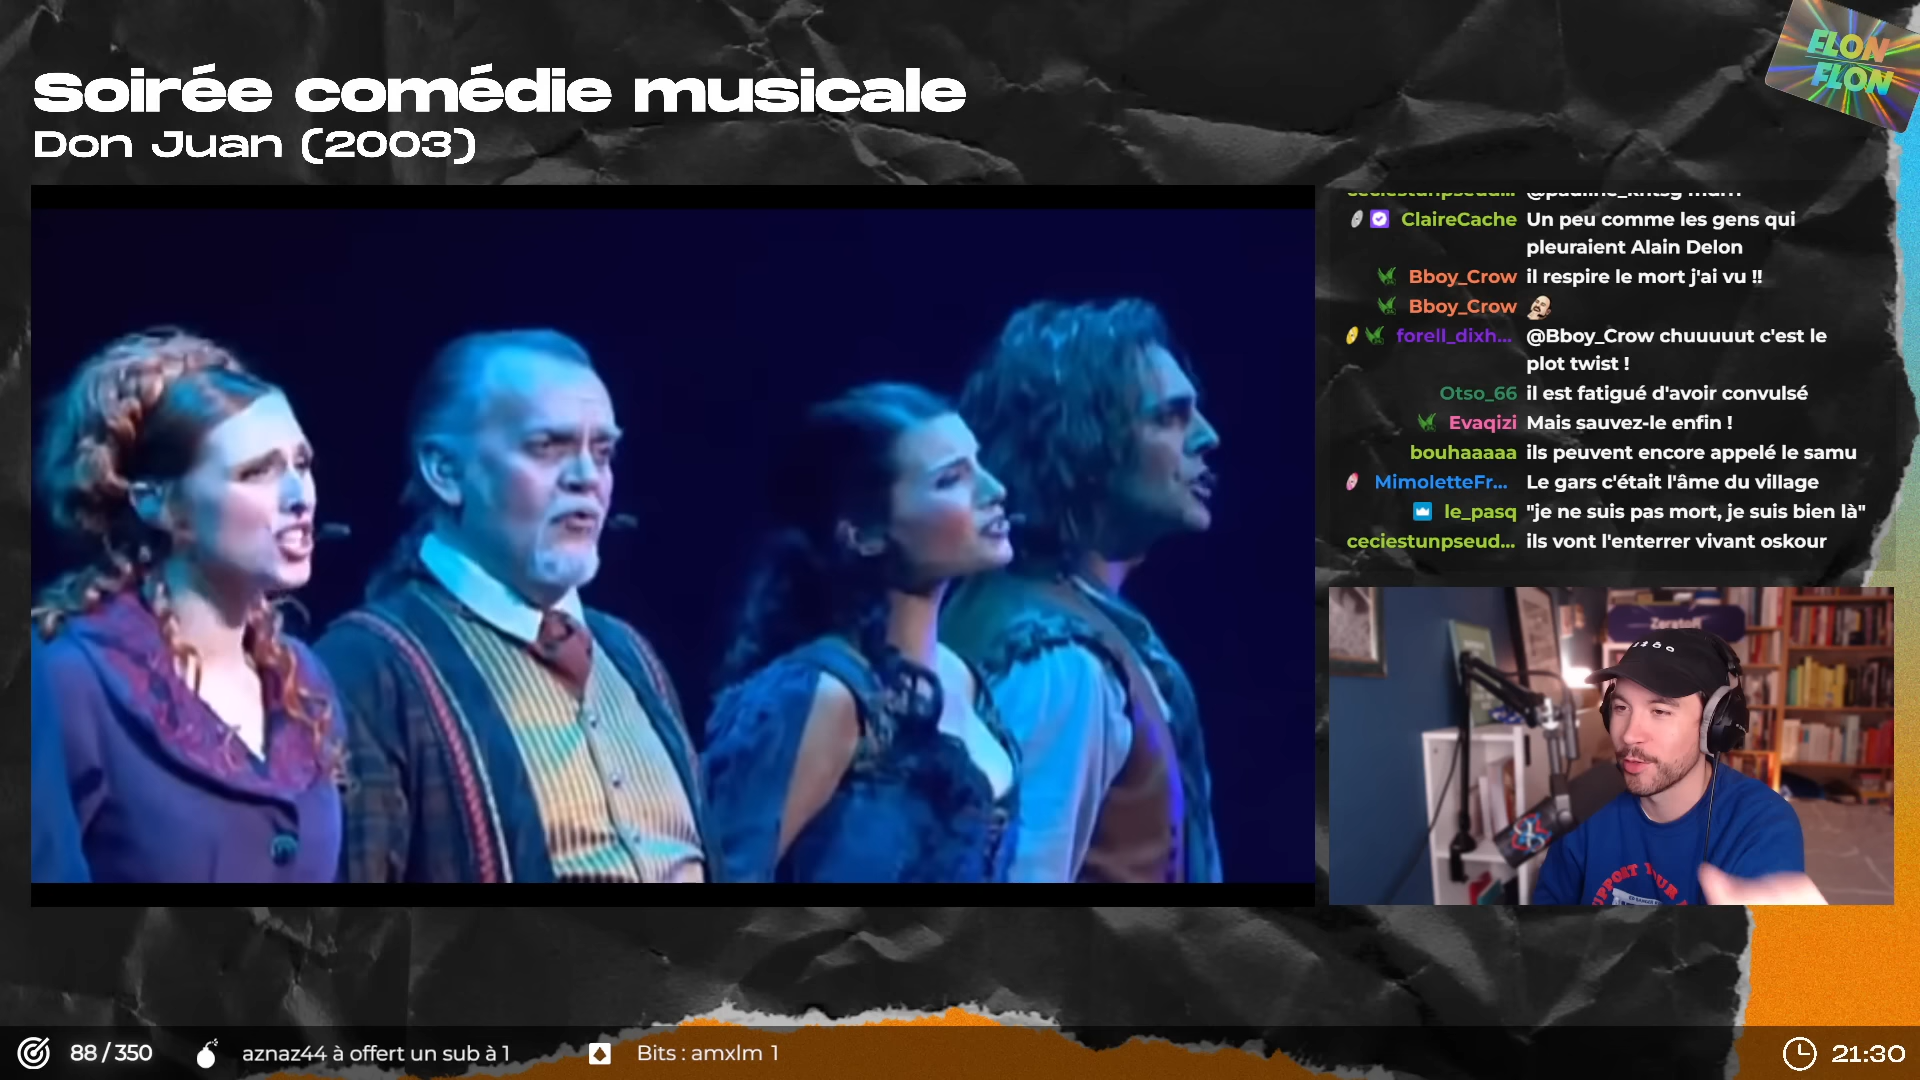 Soirée comédie musicale
Don Juan (2003)
FLON
FLON
ClaireCache Un peu comme les gens qui
pleuraient Alain Delon
Bboy_Crow il respire le mort j'ai vu !!
Bboy_Crow
forell_dixh... @Bboy_Crow chuuuuut c'est le
plot twist !
Otso_66 il est fatigué d'avoir convulsé
Evaqizi Mais sauvez-le enfin !
bouhaaaaa ils peuvent encore appelé le samu
MimoletteFr... Le gars c'était l'âme du village
le_pasq "je ne suis pas mort, je suis bien là"
ceciestunpseud... ils vont l'enterrer vivant oskour
Zerator
88 / 350
aznaz44 à offert un sub à 1
Bits : amxlm 1
21:30